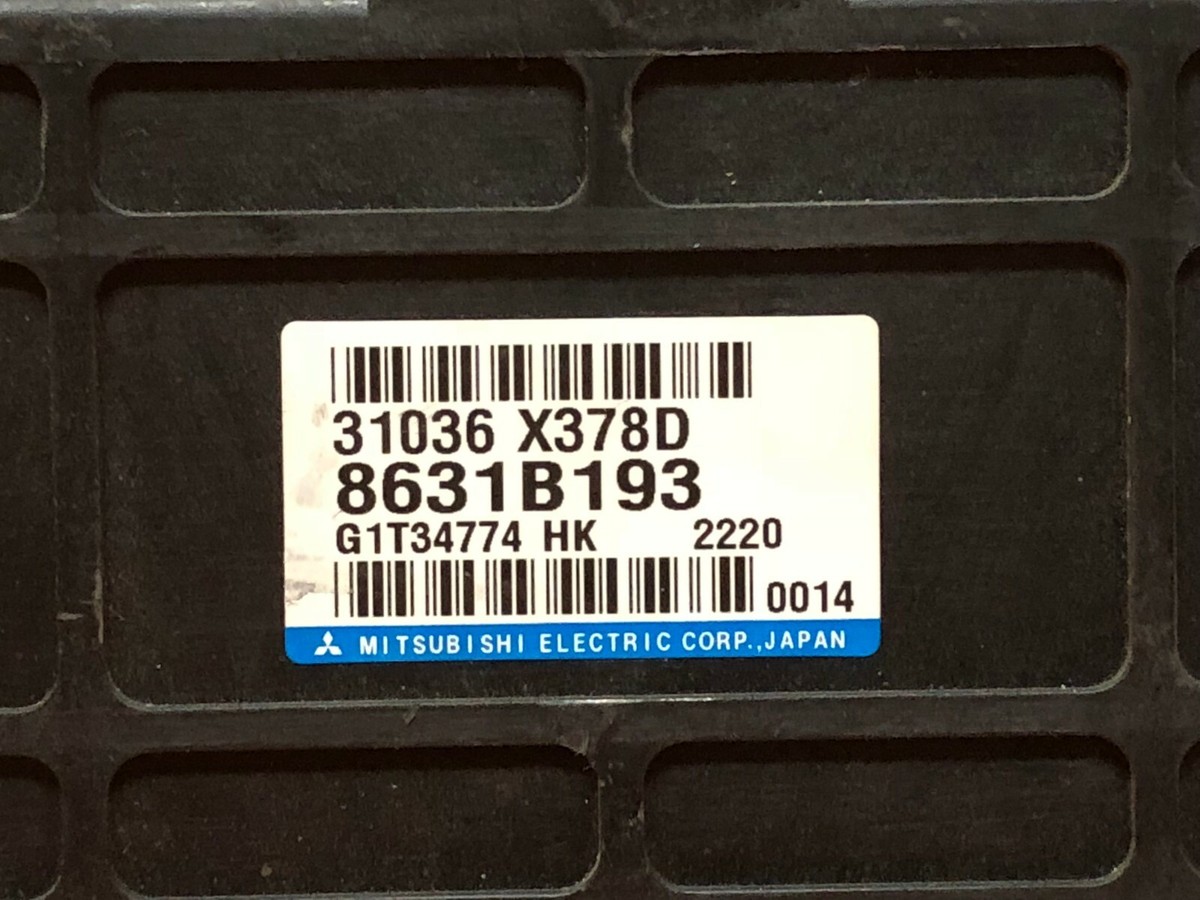 31036 X378D
8631B193
G1T34774 HK 2220
0014
MITSUBISHI ELECTRIC CORP.,JAPAN